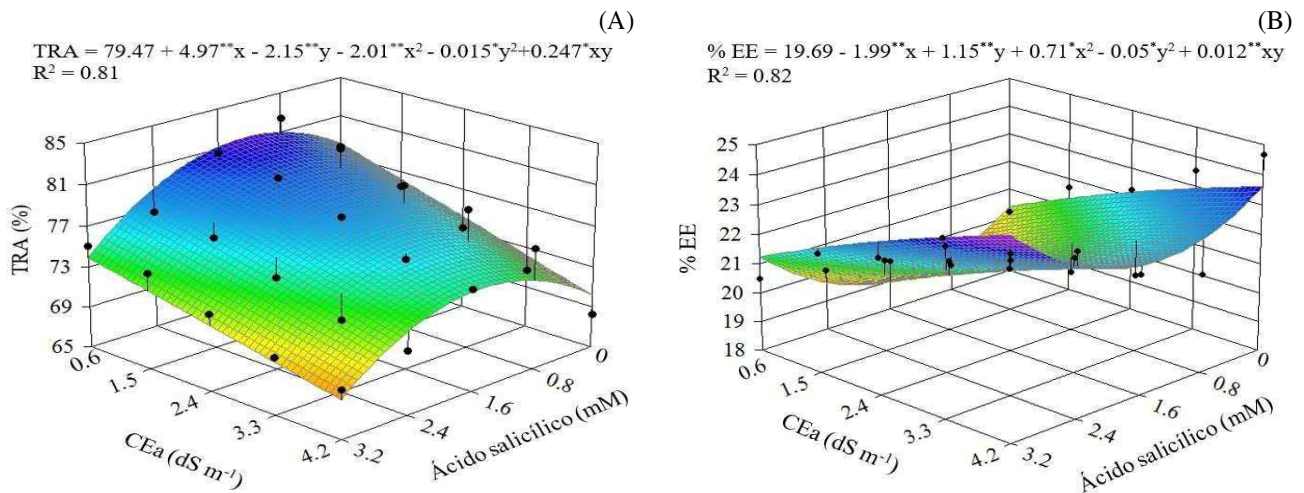 (A)
TRA = 79.47 + 4.97**x - 2.15**y - 2.01**x² - 0.015*y²+0.247*xy
R² = 0.81
85
81
77
73
69
65
TRA (%)
0.6
1.5
2.4
3.3
4.2
CEa (dS m⁻¹)
3.2
2.4
1.6
0.8
0
Ácido salicílico (mM)
(B)
% EE = 19.69 - 1.99**x + 1.15**y + 0.71*x² - 0.05*y² + 0.012**xy
R² = 0.82
25
24
23
22
21
20
19
18
% EE
0.6
1.5
2.4
3.3
4.2
CEa (dS m⁻¹)
3.2
2.4
1.6
0.8
0
Ácido salicílico (mM)